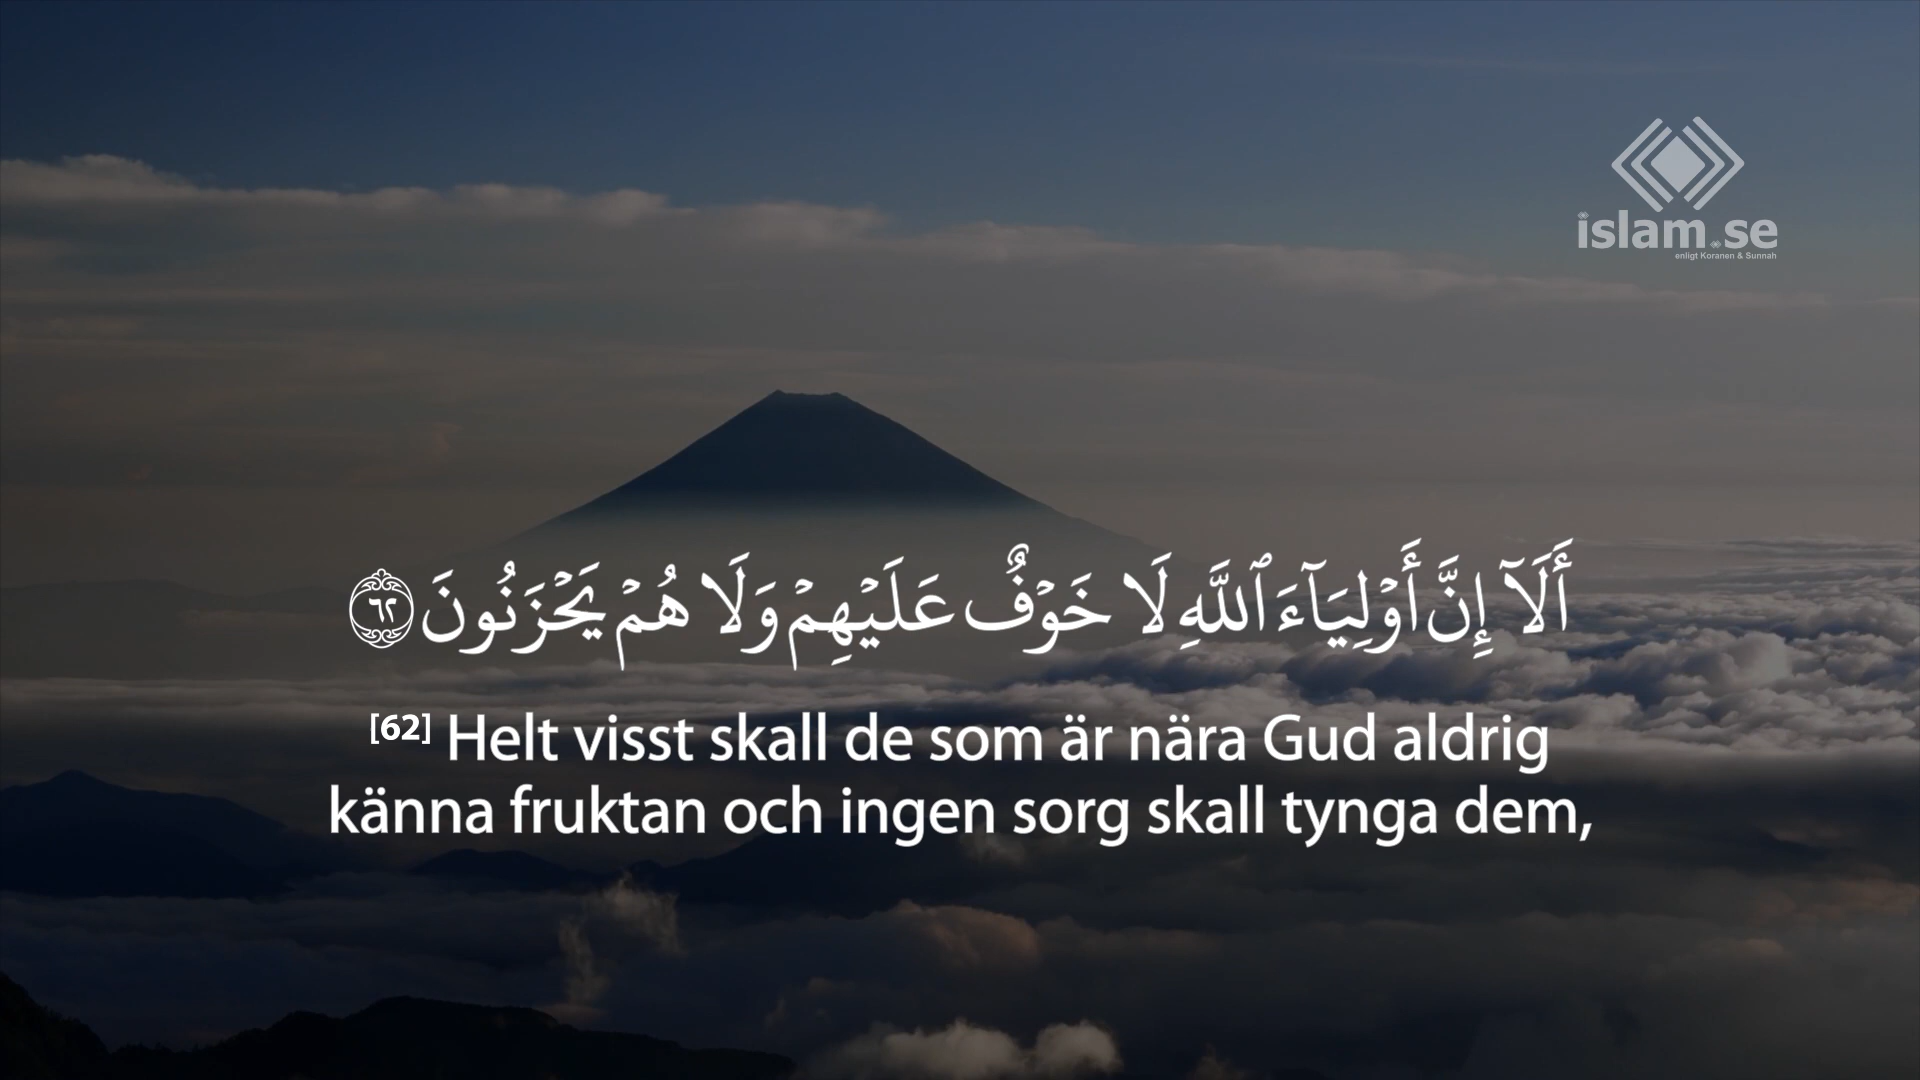 islam.se
enligt Koranen & Sunnah
أَلَآ إِنَّ أَوۡلِيَآءَ ٱللَّهِ لَا خَوۡفٌ عَلَيۡهِمۡ وَلَا هُمۡ يَحۡزَنُونَ ٦٢
[62] Helt visst skall de som är nära Gud aldrig
känna fruktan och ingen sorg skall tynga dem,